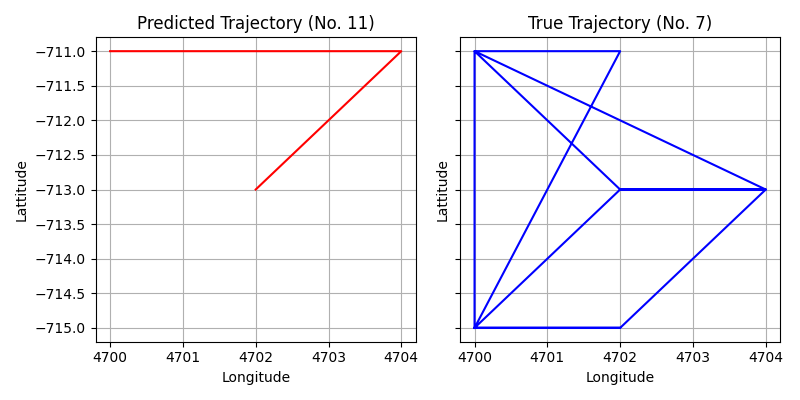 Predicted Trajectory (No. 11)
−711.0
−711.5
−712.0
−712.5
−713.0
−713.5
−714.0
−714.5
−715.0
Lattitude
4700 4701 4702 4703 4704
Longitude
True Trajectory (No. 7)
Lattitude
4700 4701 4702 4703 4704
Longitude